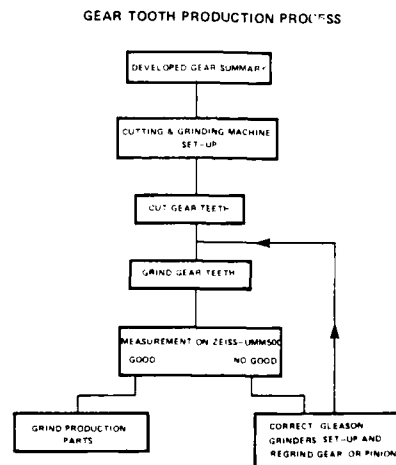 GEAR TOOTH PRODUCTION PROCESS
DEVELOPED GEAR SUMMARY
CUTTING & GRINDING MACHINE
SET-UP
CUT GEAR TEETH
GRIND GEAR TEETH
MEASUREMENT ON ZEISS-UMM500
GOOD NO GOOD
GRIND PRODUCTION
PARTS
CORRECT GLEASON
GRINDERS SET-UP AND
REGRIND GEAR OR PINION